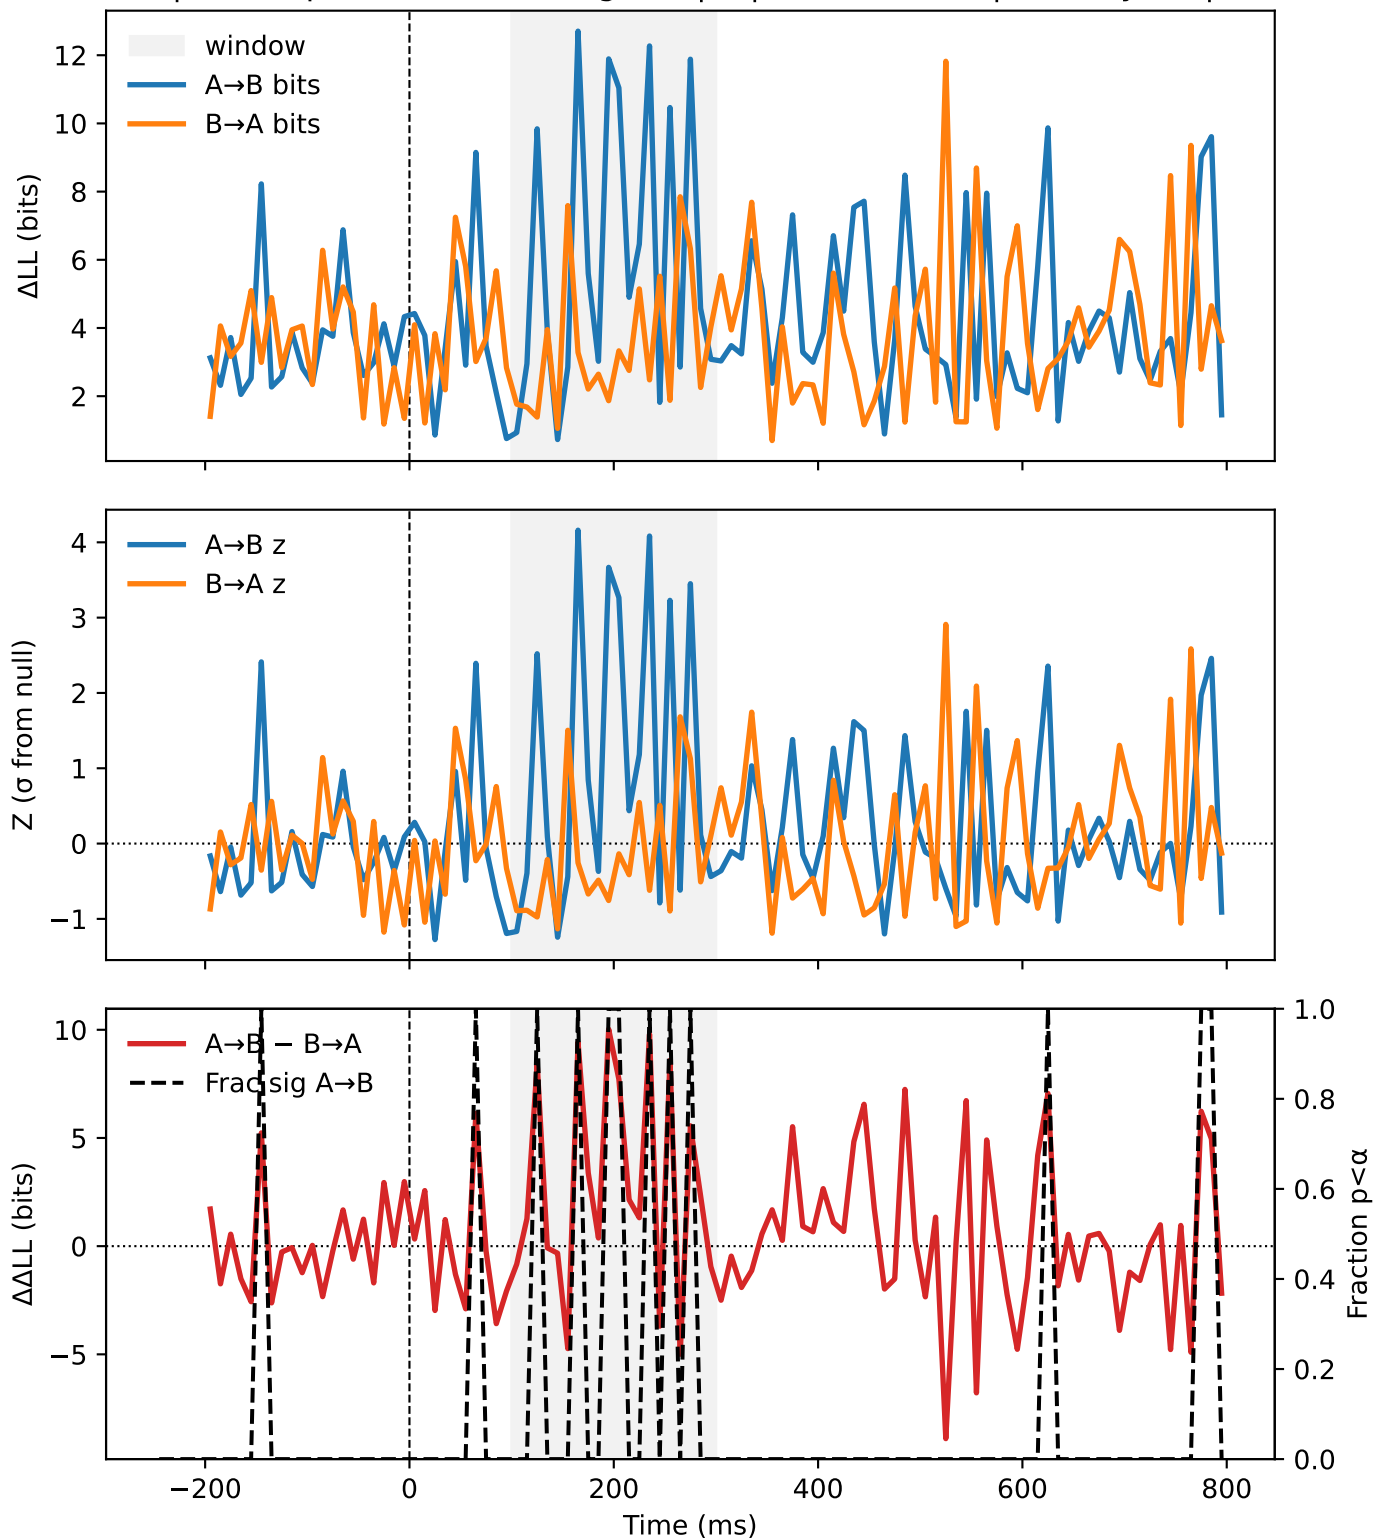 window
A→B bits
B→A bits
12
10
8
6
4
2
ΔLL (bits)
A→B z
B→A z
4
3
2
1
0
−1
Z (σ from null)
A→B − B→A
Frac sig A→B
10
5
0
−5
ΔΔLL (bits)
1.0
0.8
0.6
0.4
0.2
0.0
Fraction p<α
−200 0 200 400 600 800
Time (ms)